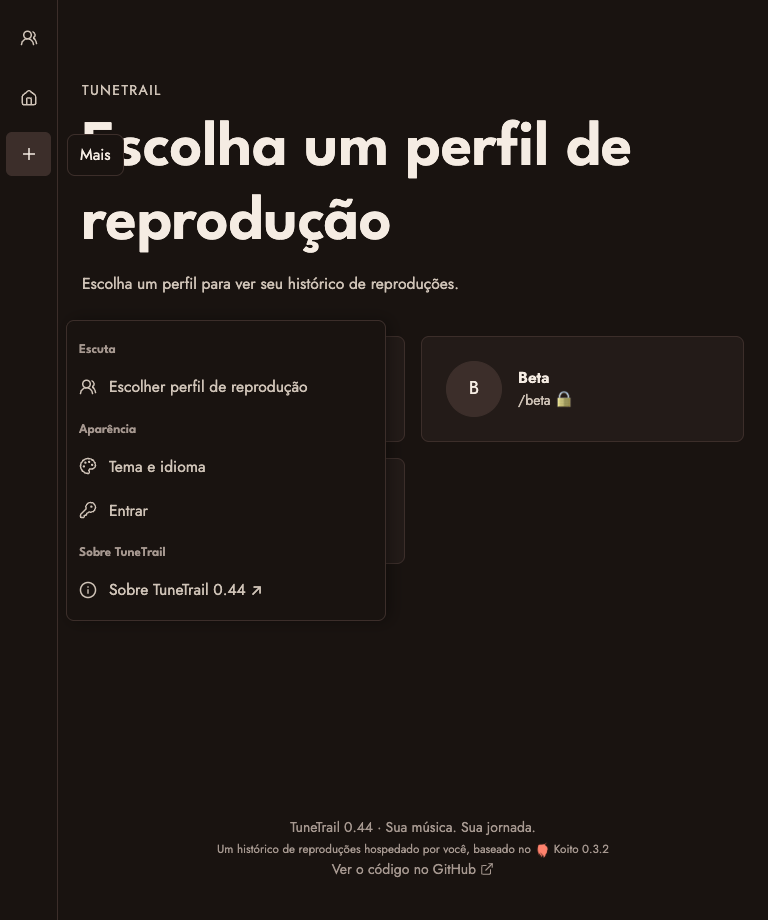 TUNETRAIL
Escolha um perfil de
reprodução
Mais
Escolha um perfil para ver seu histórico de reproduções.
Escuta
Escolher perfil de reprodução
Aparência
Tema e idioma
Entrar
Sobre TuneTrail
Sobre TuneTrail 0.44 ↗
B
Beta
/beta 🔒
TuneTrail 0.44 · Sua música. Sua jornada.
Um histórico de reproduções hospedado por você, baseado no Koito 0.3.2
Ver o código no GitHub